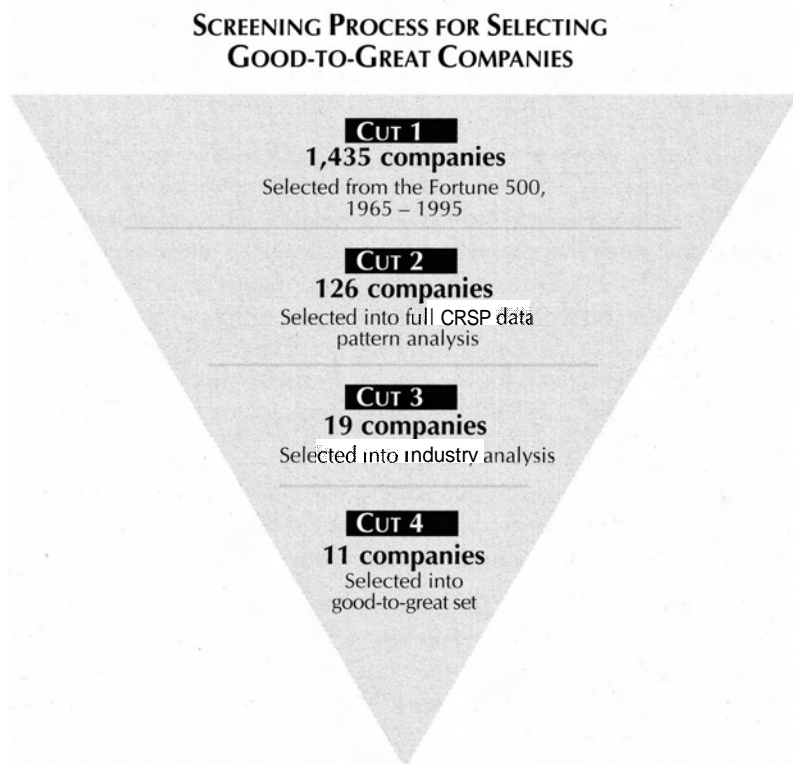 SCREENING PROCESS FOR SELECTING
GOOD-TO-GREAT COMPANIES
CUT 1
1,435 companies
Selected from the Fortune 500,
1965 – 1995
CUT 2
126 companies
Selected into full CRSP data
pattern analysis
CUT 3
19 companies
Selected into industry analysis
CUT 4
11 companies
Selected into
good-to-great set